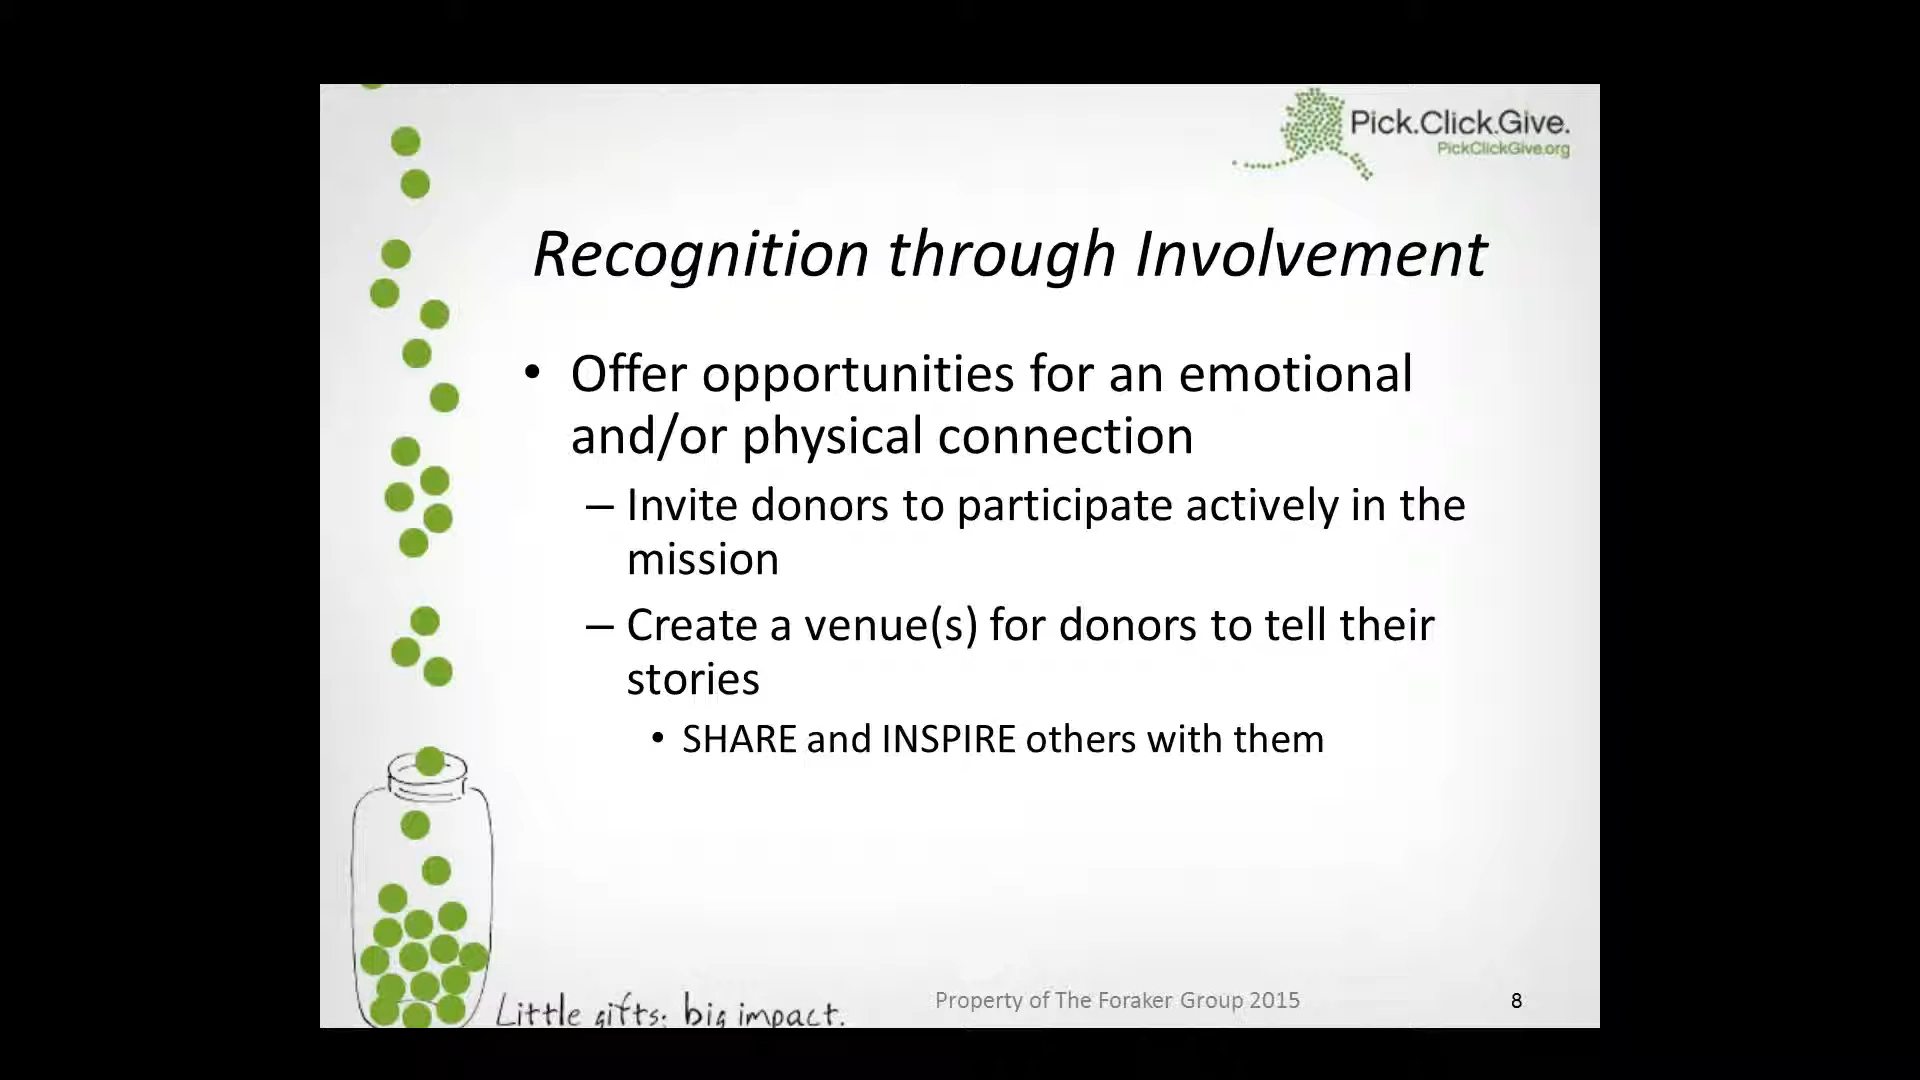 Pick.Click.Give.
PickClickGive.org
Recognition through Involvement
• Offer opportunities for an emotional
and/or physical connection
– Invite donors to participate actively in the
mission
– Create a venue(s) for donors to tell their
stories
• SHARE and INSPIRE others with them
Little gifts; big impact.
Property of The Foraker Group 2015
8